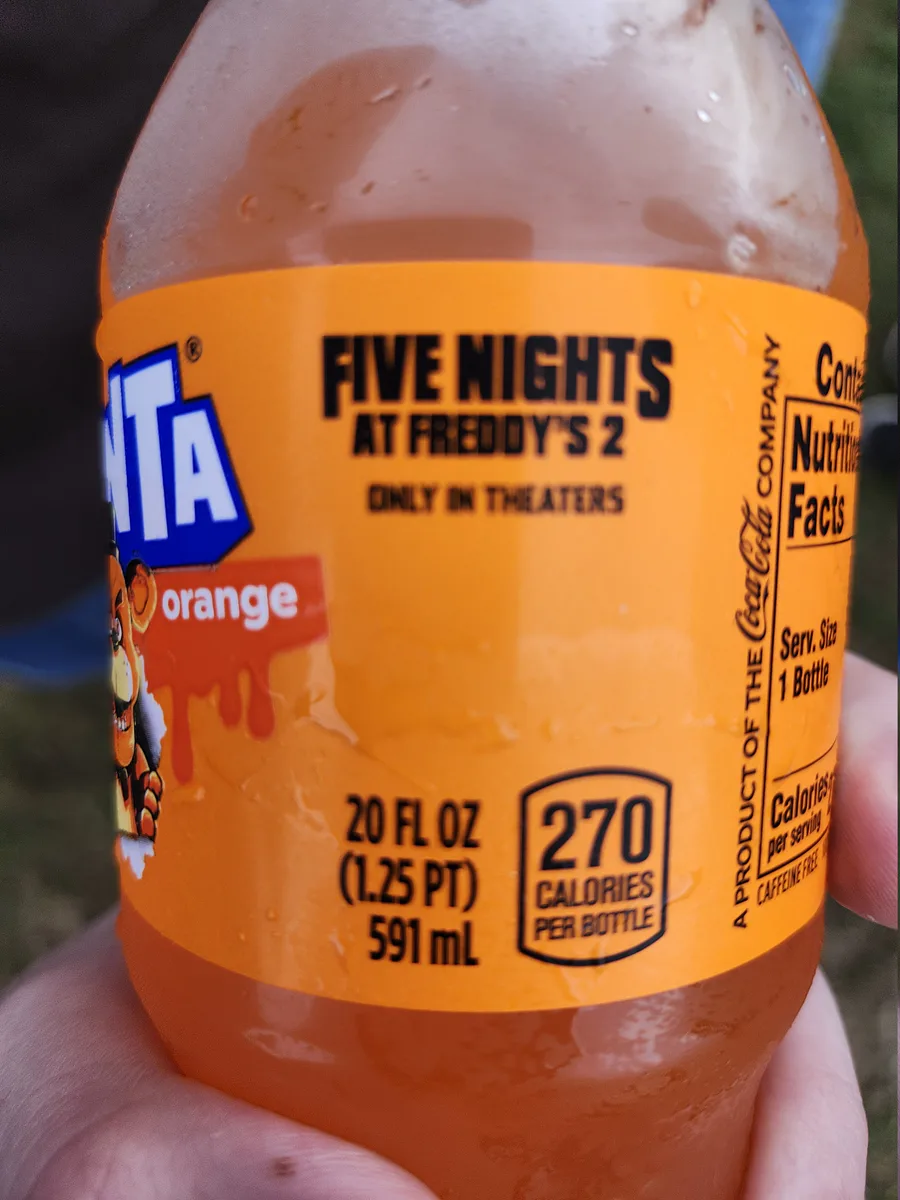 NTA®
orange
FIVE NIGHTS
AT FREDDY'S 2
ONLY IN THEATERS
20 FL OZ
(1.25 PT)
591 mL
270
CALORIES
PER BOTTLE
A PRODUCT OF THE Coca-Cola COMPANY
Facts
Serv. Size
1 Bottle
Calories
per serving
CAFFEINE FREE